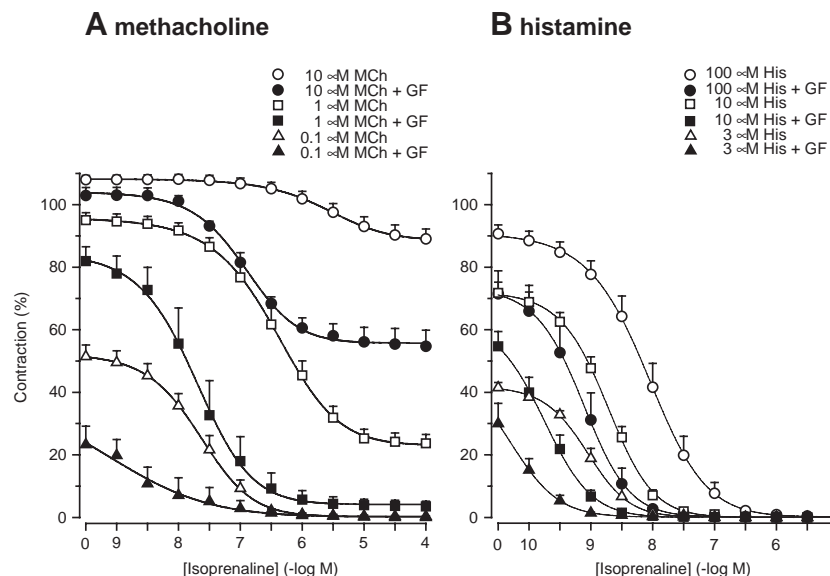 A methacholine
10 ∝M MCh
10 ∝M MCh + GF
1 ∝M MCh
1 ∝M MCh + GF
0.1 ∝M MCh
0.1 ∝M MCh + GF
Contraction (%)
100
80
60
40
20
0
0 9 8 7 6 5 4
[Isoprenaline] (-log M)
B histamine
100 ∝M His
100 ∝M His + GF
10 ∝M His
10 ∝M His + GF
3 ∝M His
3 ∝M His + GF
100
80
60
40
20
0
0 10 9 8 7 6
[Isoprenaline] (-log M)